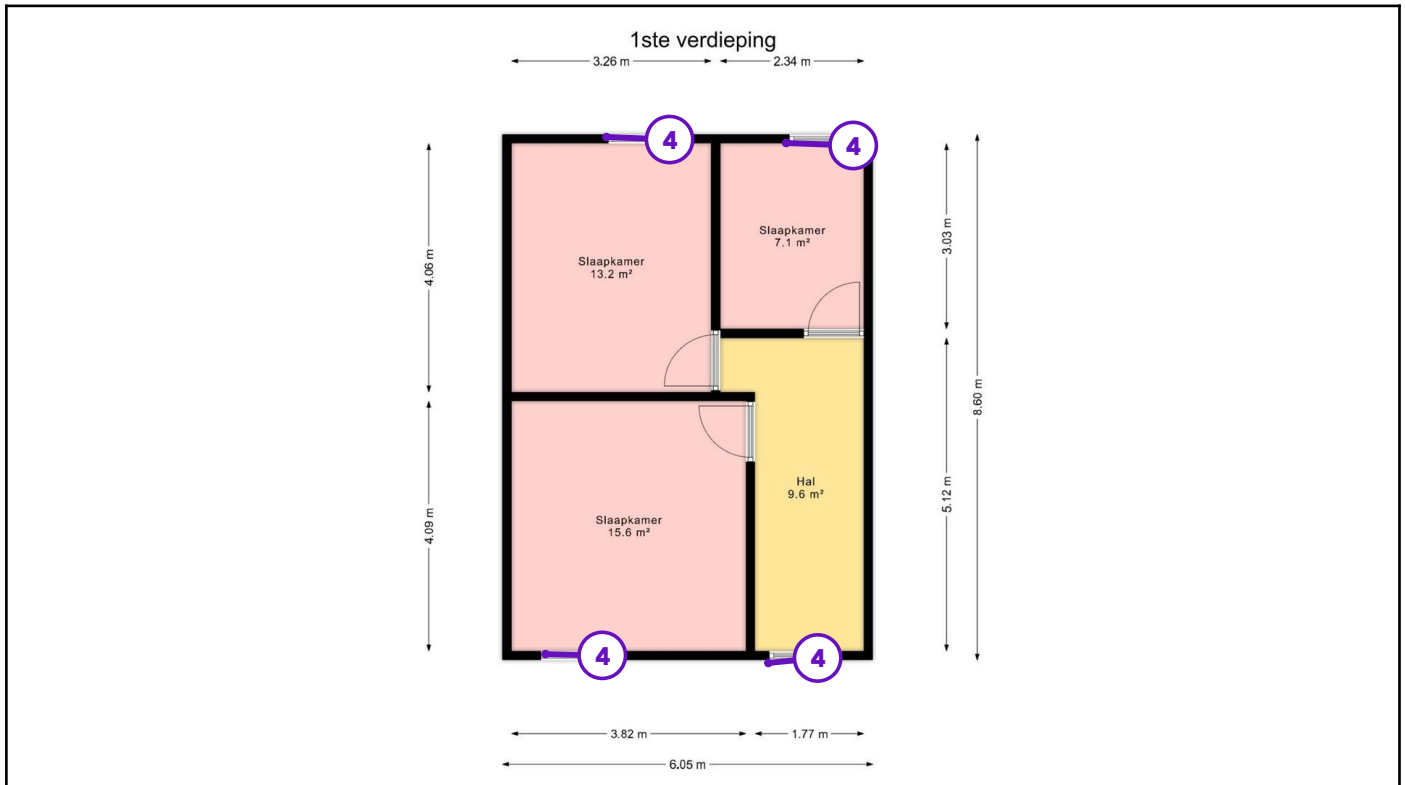 1ste verdieping
3.26 m
2.34 m
4
4
Slaapkamer
7.1 m²
3.03 m
4.06 m
Slaapkamer
13.2 m²
8.60 m
Hal
9.6 m²
5.12 m
4.09 m
Slaapkamer
15.6 m²
4
4
3.82 m
1.77 m
6.05 m